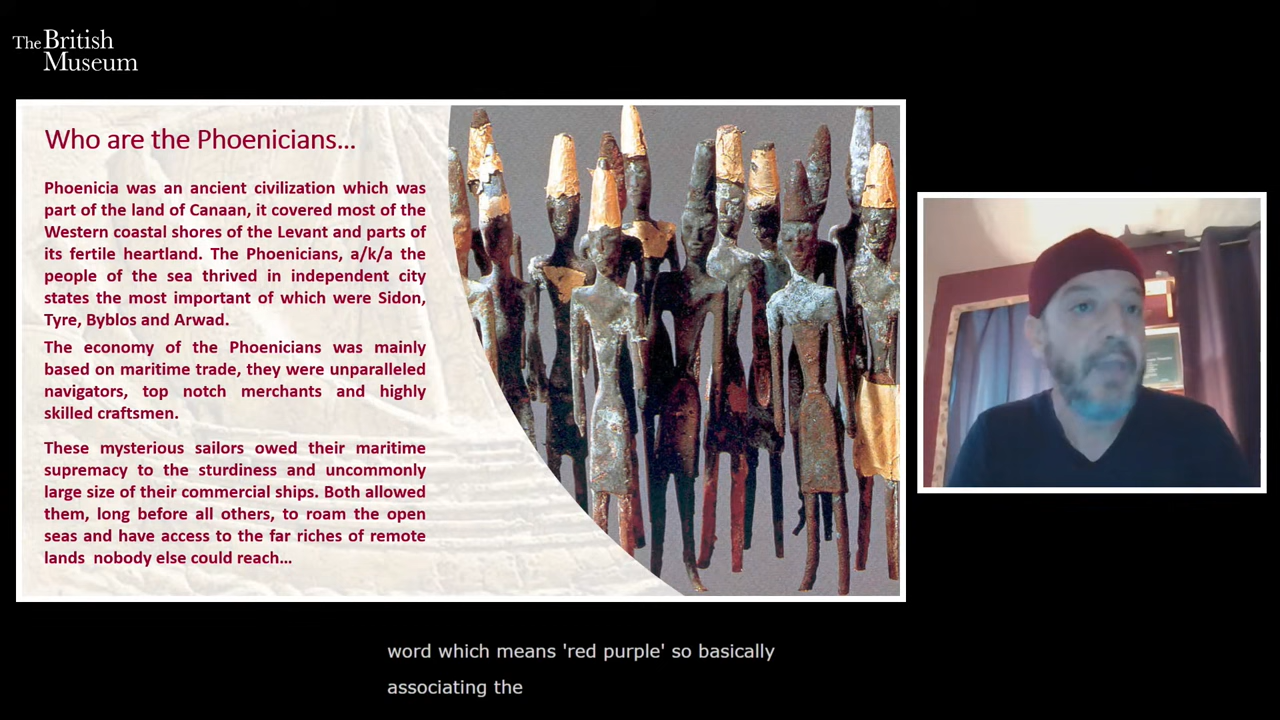 The British
Museum
Who are the Phoenicians...
Phoenicia was an ancient civilization which was
part of the land of Canaan, it covered most of the
Western coastal shores of the Levant and parts of
its fertile heartland. The Phoenicians, a/k/a the
people of the sea thrived in independent city
states the most important of which were Sidon,
Tyre, Byblos and Arwad.
The economy of the Phoenicians was mainly
based on maritime trade, they were unparalleled
navigators, top notch merchants and highly
skilled craftsmen.
These mysterious sailors owed their maritime
supremacy to the sturdiness and uncommonly
large size of their commercial ships. Both allowed
them, long before all others, to roam the open
seas and have access to the far riches of remote
lands nobody else could reach...
word which means 'red purple' so basically
associating the